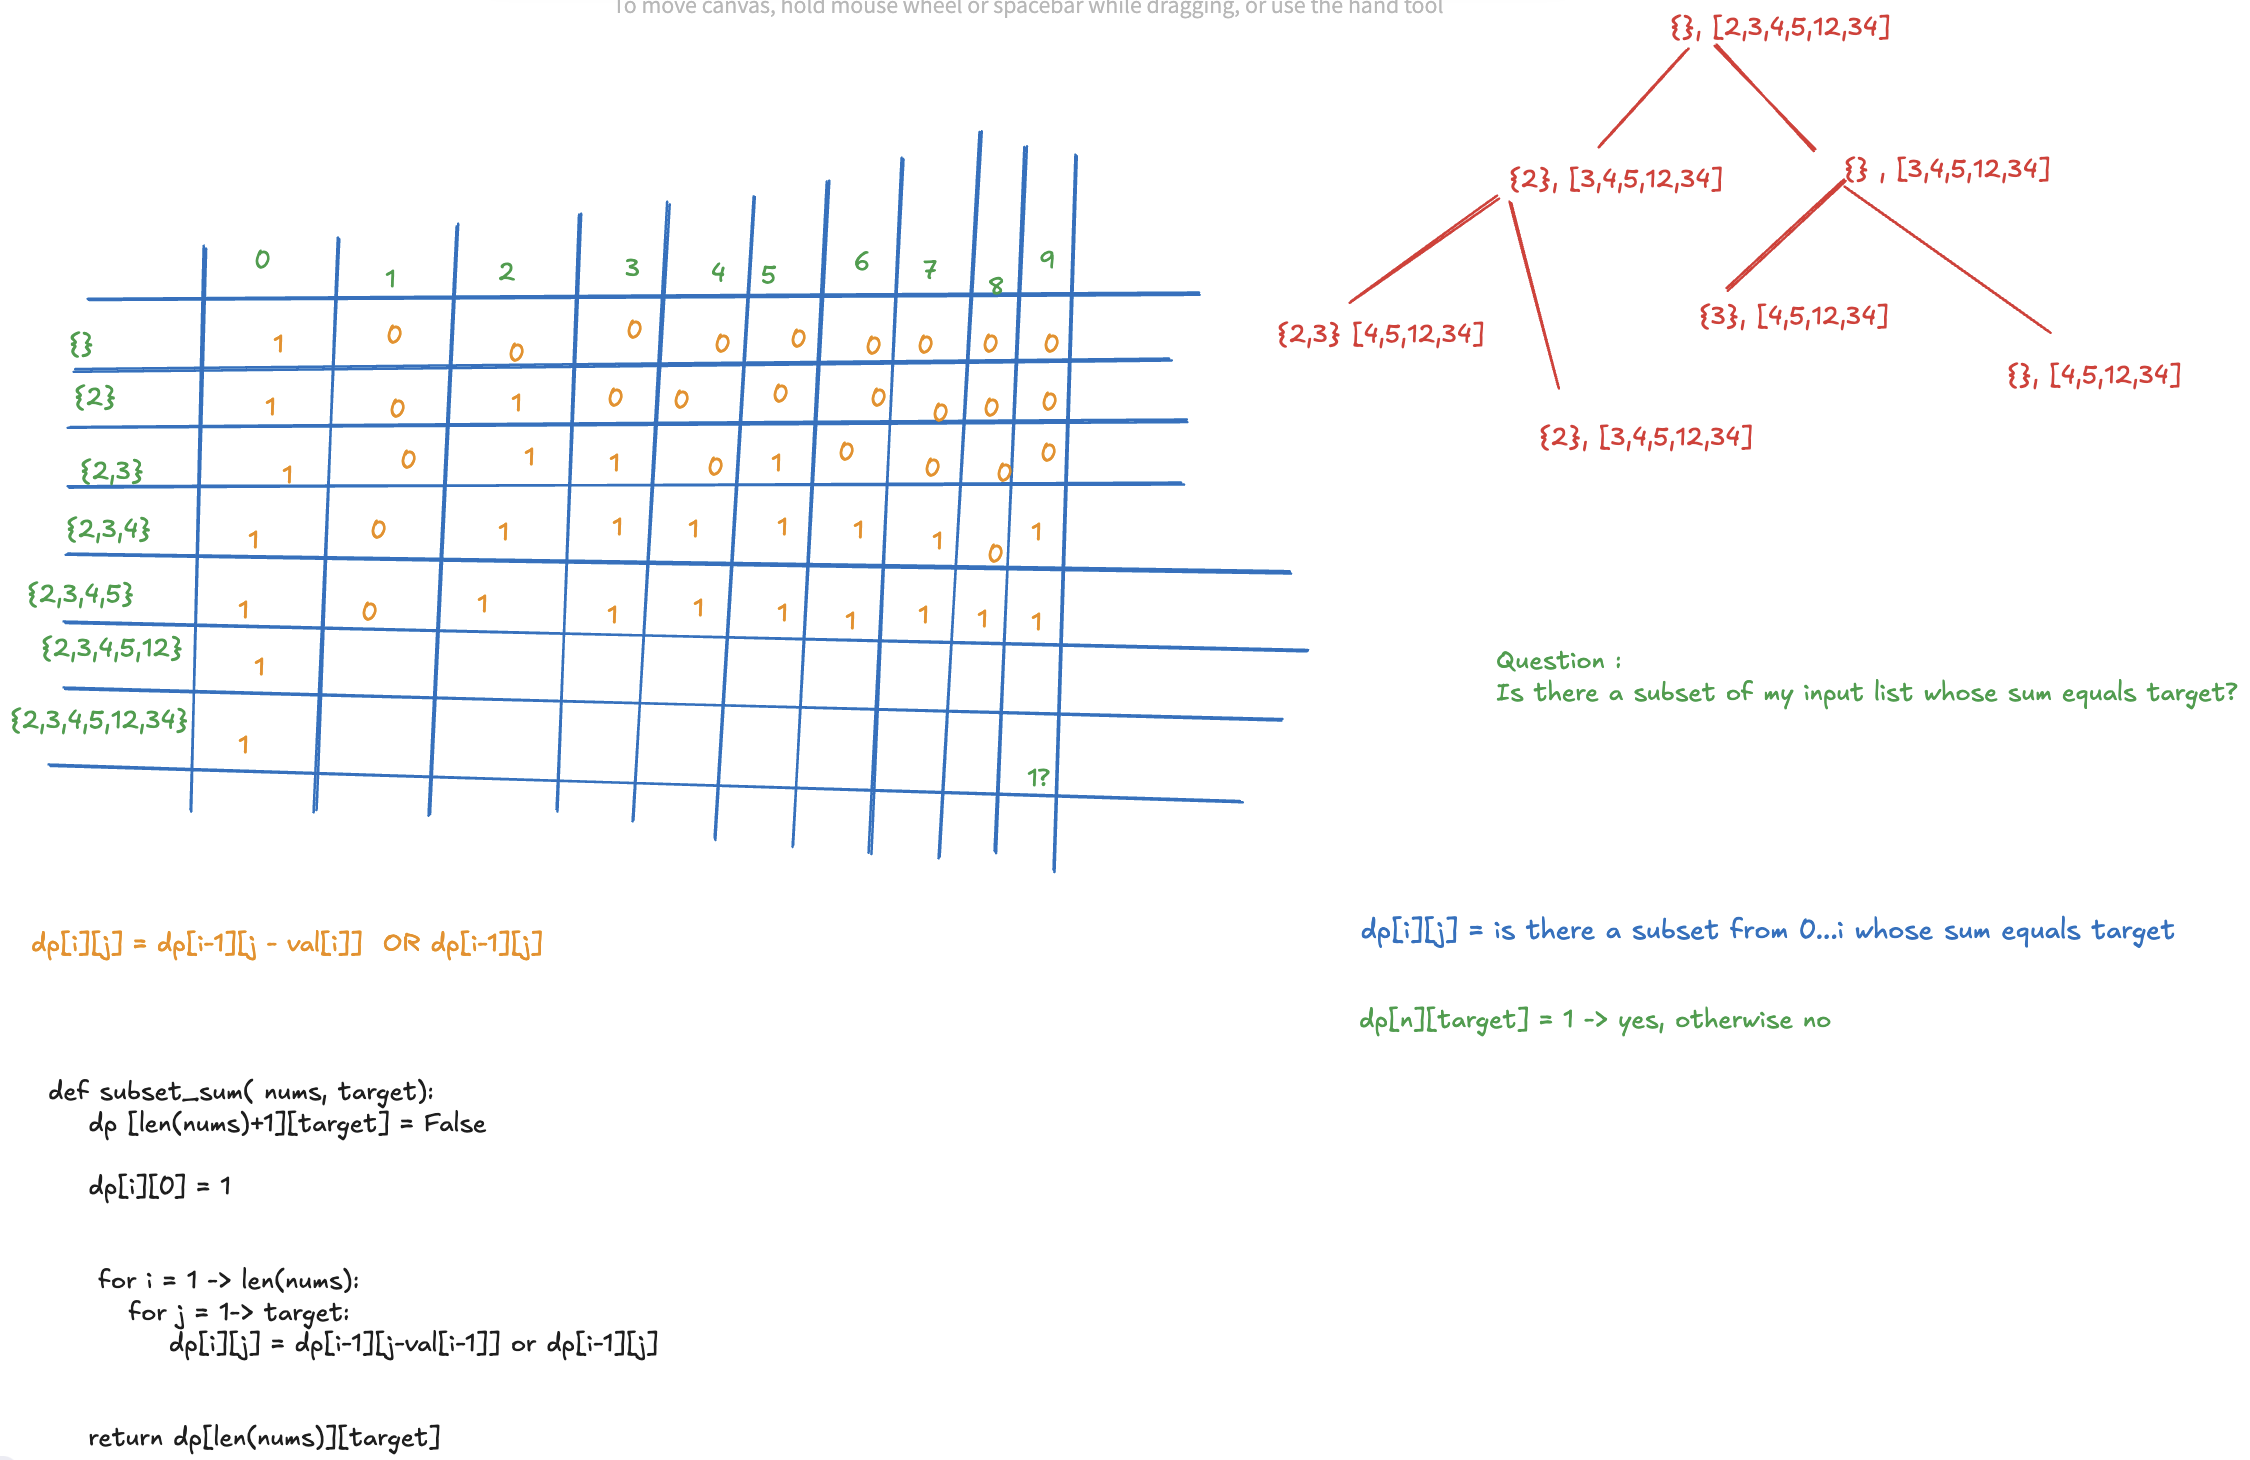 To move canvas, hold mouse wheel or spacebar while dragging, or use the hand tool
{}, [2,3,4,5,12,34]
{2}, [3,4,5,12,34]
{} , [3,4,5,12,34]
{2,3} [4,5,12,34]
{3}, [4,5,12,34]
{}, [4,5,12,34]
{2}, [3,4,5,12,34]
0 1 2 3 4 5 6 7 8 9
{} 1 0 0 0 0 0 0 0 0 0
{2} 1 0 1 0 0 0 0 0 0 0
{2,3} 1 0 1 1 0 1 0 0 0 0
{2,3,4} 1 0 1 1 1 1 1 1 0 1
{2,3,4,5} 1 0 1 1 1 1 1 1 1 1
{2,3,4,5,12} 1
{2,3,4,5,12,34} 1 1?
Question :
Is there a subset of my input list whose sum equals target?
dp[i][j] = dp[i-1][j - val[i]] OR dp[i-1][j]
dp[i][j] = is there a subset from 0...i whose sum equals target
dp[n][target] = 1 -> yes, otherwise no
def subset_sum( nums, target):
dp [len(nums)+1][target] = False
dp[i][0] = 1
for i = 1 -> len(nums):
for j = 1-> target:
dp[i][j] = dp[i-1][j-val[i-1]] or dp[i-1][j]
return dp[len(nums)][target]